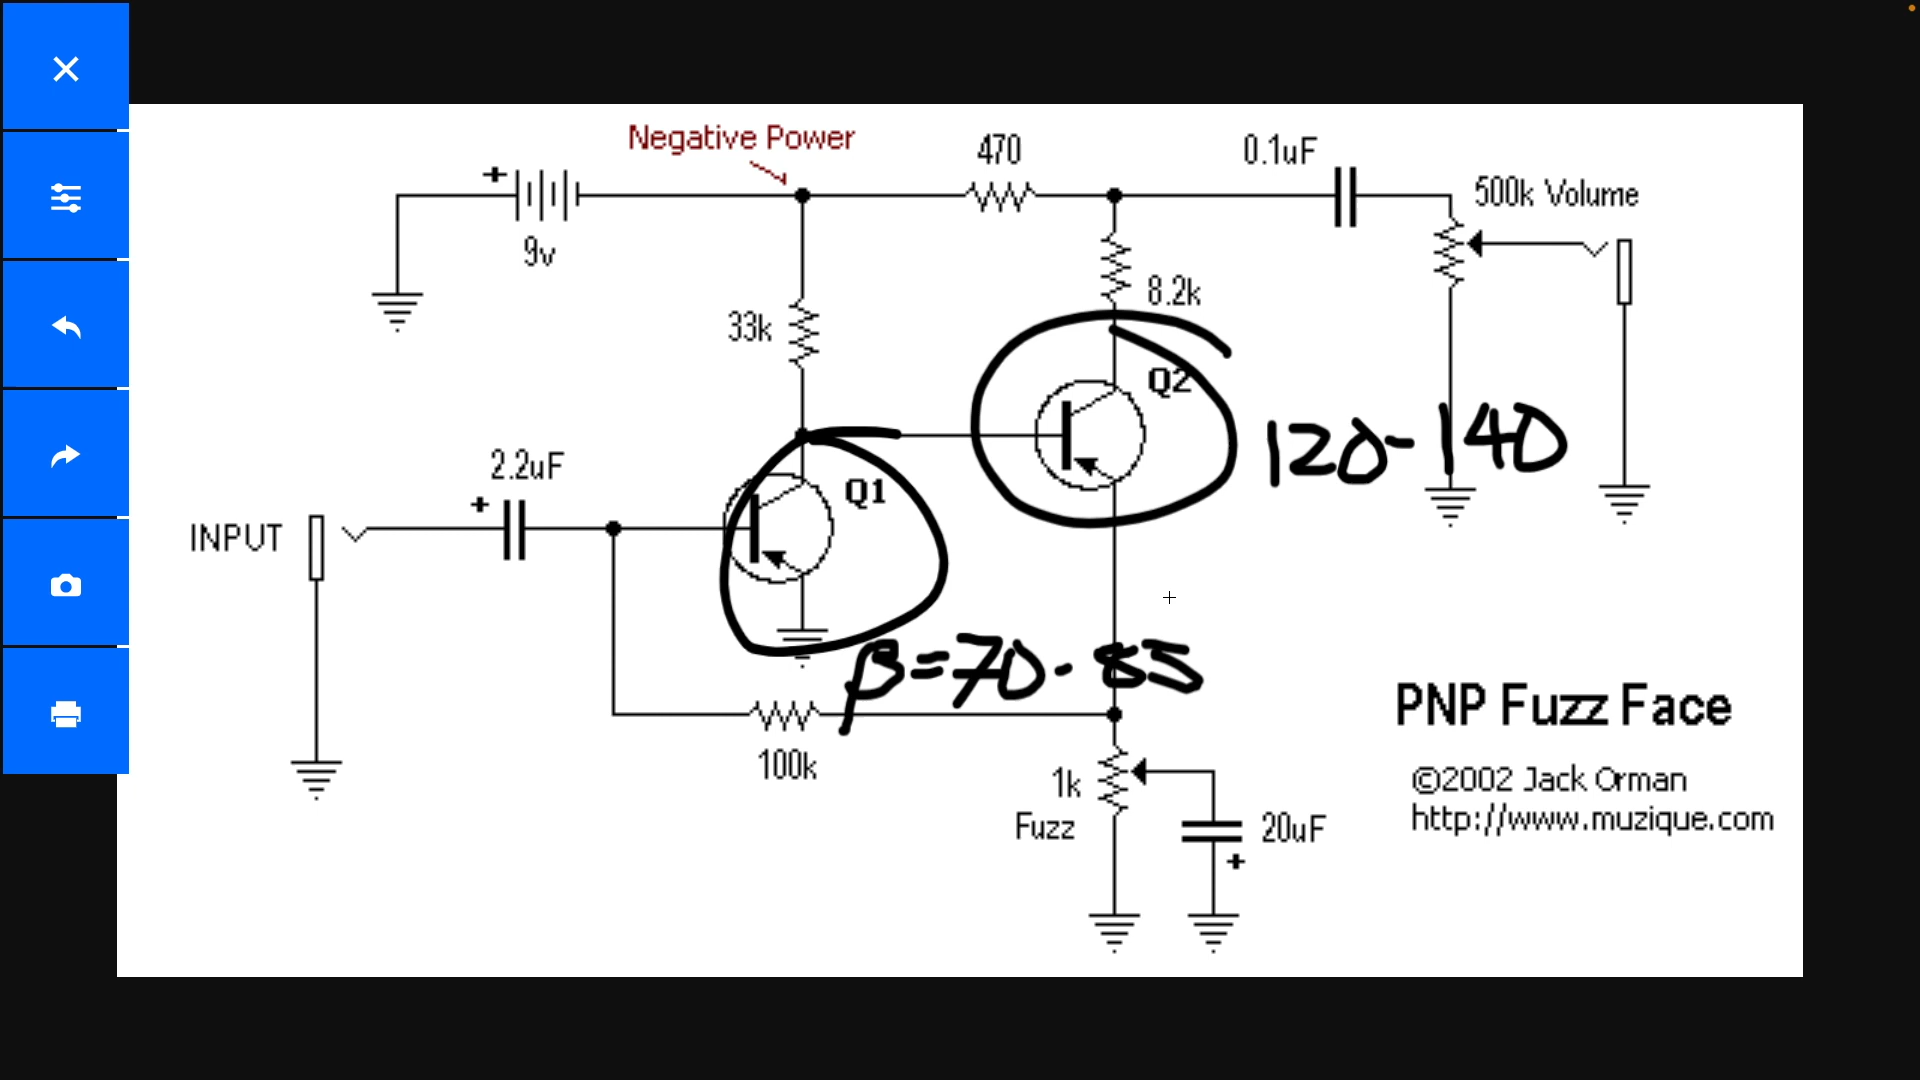 Negative Power
470
0.1uF
500k Volume
+
9v
33k
8.2k
Q2
120-140
2.2uF
+
Q1
INPUT
β=70-85
100k
1k
Fuzz
20uF
+
PNP Fuzz Face
©2002 Jack Orman
http://www.muzique.com